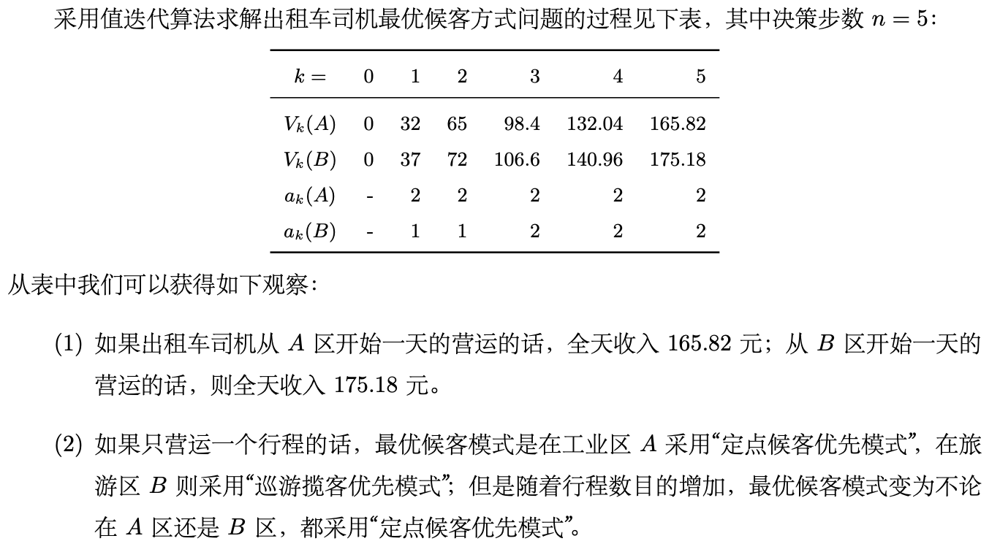 采用值迭代算法求解出租车司机最优候客方式问题的过程见下表，其中决策步数 n = 5：
k = 0 1 2 3 4 5
Vk(A) 0 32 65 98.4 132.04 165.82
Vk(B) 0 37 72 106.6 140.96 175.18
ak(A) - 2 2 2 2 2
ak(B) - 1 1 2 2 2
从表中我们可以获得如下观察：
(1) 如果出租车司机从 A 区开始一天的营运的话，全天收入 165.82 元；从 B 区开始一天的
营运的话，则全天收入 175.18 元。
(2) 如果只营运一个行程的话，最优候客模式是在工业区 A 采用“定点候客优先模式”，在旅
游区 B 则采用“巡游揽客优先模式”；但是随着行程数目的增加，最优候客模式变为不论
在 A 区还是 B 区，都采用“定点候客优先模式”。